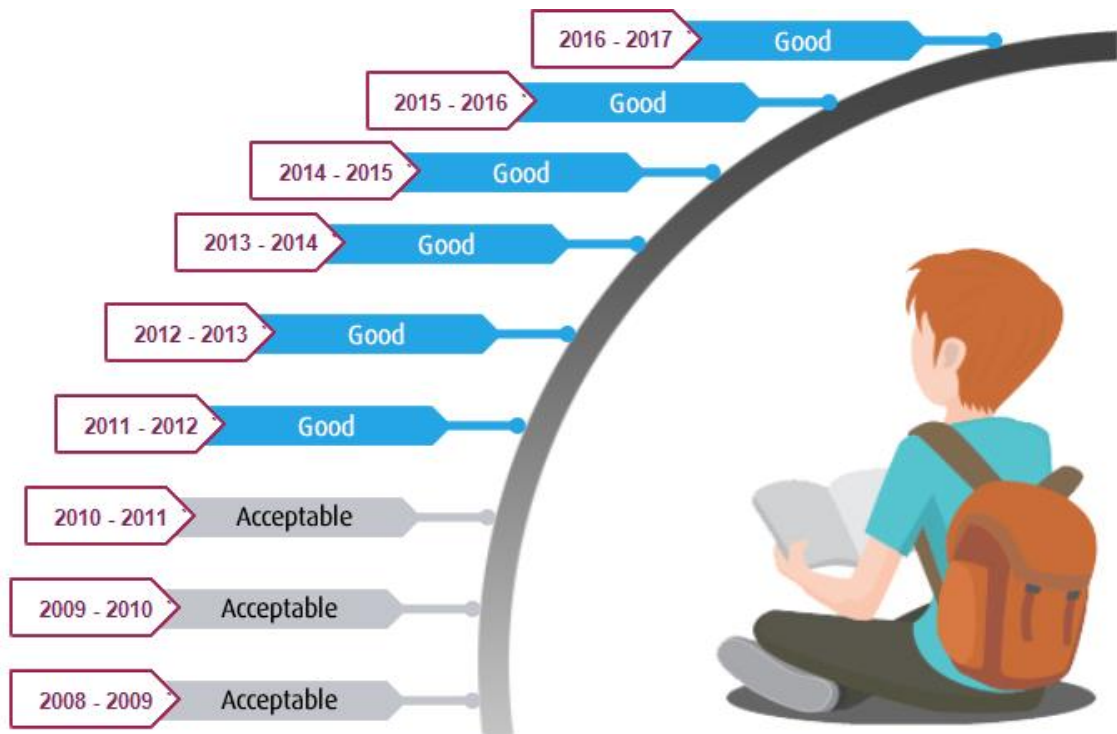 2016 - 2017 Good
2015 - 2016 Good
2014 - 2015 Good
2013 - 2014 Good
2012 - 2013 Good
2011 - 2012 Good
2010 - 2011 Acceptable
2009 - 2010 Acceptable
2008 - 2009 Acceptable